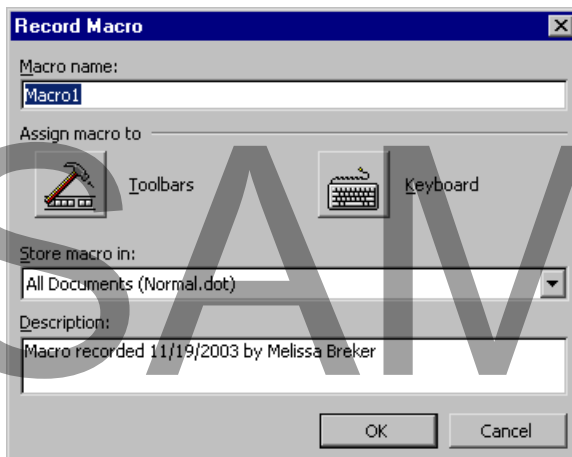 Record Macro
Macro name:
Macro1
Assign macro to
Toolbars
Keyboard
Store macro in:
All Documents (Normal.dot)
Description:
Macro recorded 11/19/2003 by Melissa Breker
OK
Cancel
SAM